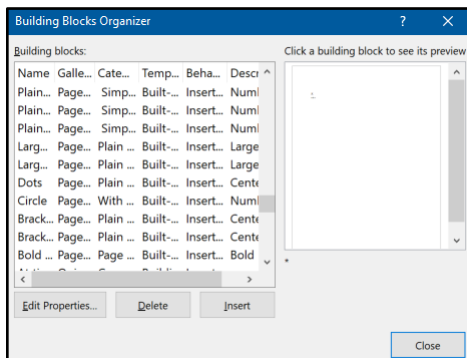 Building Blocks Organizer ? ×
Building blocks:
Click a building block to see its preview
Name Galle... Cate... Temp... Beha... Descr
Plain... Page... Simp... Built-... Insert... Numl
Plain... Page... Simp... Built-... Insert... Numl
Plain... Page... Simp... Built-... Insert... Numl
Larg... Page... Plain ... Built-... Insert... Large
Larg... Page... Plain ... Built-... Insert... Large
Dots Page... Plain ... Built-... Insert... Cente
Circle Page... With ... Built-... Insert... Numl
Brack... Page... Plain ... Built-... Insert... Cente
Brack... Page... Plain ... Built-... Insert... Cente
Bold ... Page... Page ... Built-... Insert... Bold
Edit Properties... Delete Insert
Close